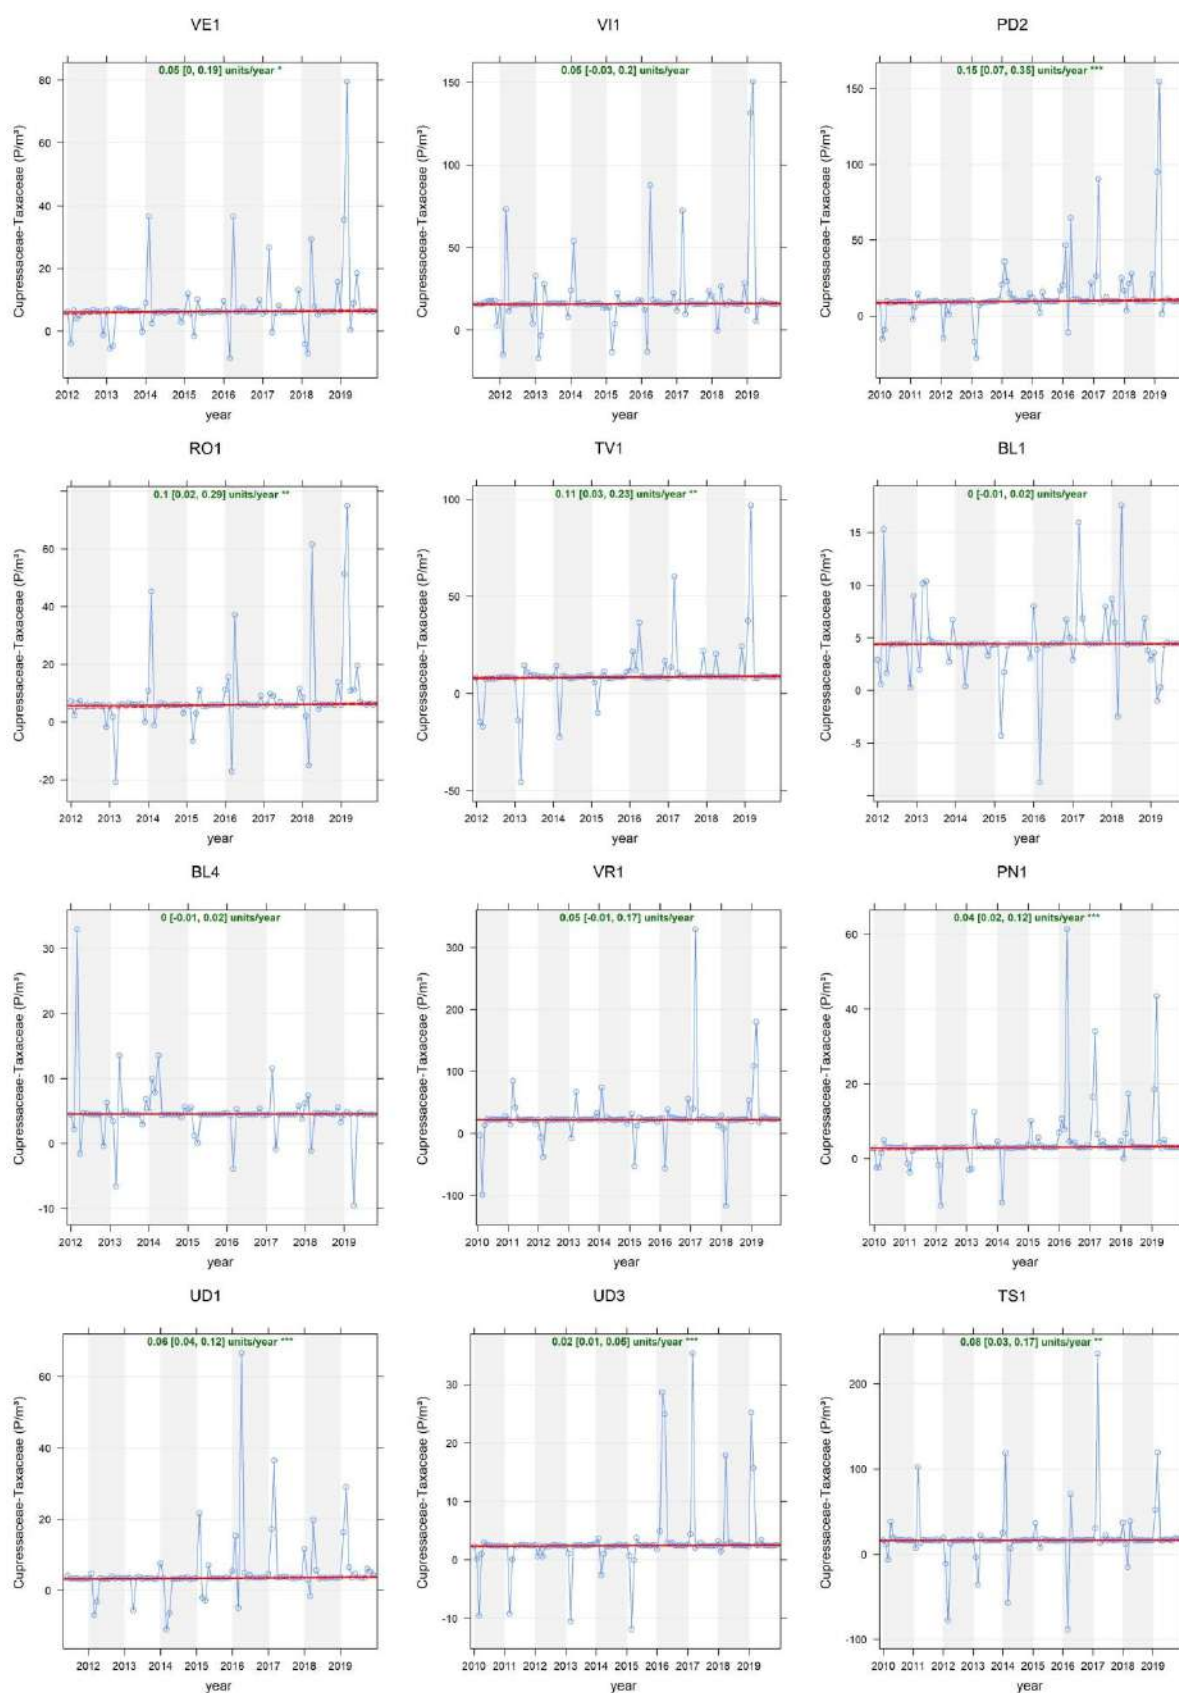 VE1
0.05 [0, 0.19] units/year *
Cupressaceae-Taxaceae (P/m³)
80
60
40
20
0
2012 2013 2014 2015 2016 2017 2018 2019
year
VI1
0.05 [-0.03, 0.2] units/year
Cupressaceae-Taxaceae (P/m³)
150
100
50
0
2012 2013 2014 2015 2016 2017 2018 2019
year
PD2
0.15 [0.07, 0.35] units/year ***
Cupressaceae-Taxaceae (P/m³)
150
100
50
0
2010 2011 2012 2013 2014 2015 2016 2017 2018 2019
year
RO1
0.1 [0.02, 0.29] units/year **
Cupressaceae-Taxaceae (P/m³)
60
40
20
0
-20
2012 2013 2014 2015 2016 2017 2018 2019
year
TV1
0.11 [0.03, 0.23] units/year **
Cupressaceae-Taxaceae (P/m³)
100
50
0
-50
2012 2013 2014 2015 2016 2017 2018 2019
year
BL1
0 [-0.01, 0.02] units/year
Cupressaceae-Taxaceae (P/m³)
15
10
5
0
-5
2012 2013 2014 2015 2016 2017 2018 2019
year
BL4
0 [-0.01, 0.02] units/year
Cupressaceae-Taxaceae (P/m³)
30
20
10
0
-10
2012 2013 2014 2015 2016 2017 2018 2019
year
VR1
0.05 [-0.01, 0.17] units/year
Cupressaceae-Taxaceae (P/m³)
300
200
100
0
-100
2010 2011 2012 2013 2014 2015 2016 2017 2018 2019
year
PN1
0.04 [0.02, 0.12] units/year ***
Cupressaceae-Taxaceae (P/m³)
60
40
20
0
2010 2011 2012 2013 2014 2015 2016 2017 2018 2019
year
UD1
0.06 [0.04, 0.12] units/year ***
Cupressaceae-Taxaceae (P/m³)
60
40
20
0
2012 2013 2014 2015 2016 2017 2018 2019
year
UD3
0.02 [0.01, 0.05] units/year ***
Cupressaceae-Taxaceae (P/m³)
30
20
10
0
-10
2010 2011 2012 2013 2014 2015 2016 2017 2018 2019
year
TS1
0.08 [0.03, 0.17] units/year **
Cupressaceae-Taxaceae (P/m³)
200
100
0
-100
2010 2011 2012 2013 2014 2015 2016 2017 2018 2019
year